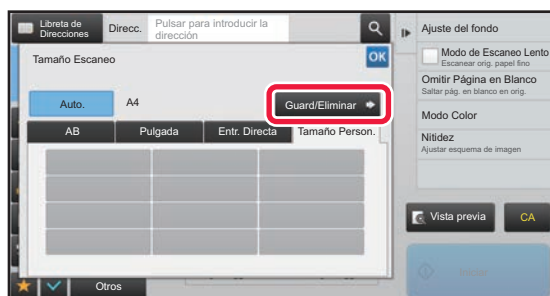 Libreta de
Direcciones
Direcc.
Pulsar para introducir la
dirección
Tamaño Escaneo
OK
Auto.
A4
Guard/Eliminar
AB
Pulgada
Entr. Directa
Tamaño Person.
Otros
Ajuste del fondo
Modo de Escaneo Lento
Escanear orig. papel fino
Omitir Página en Blanco
Saltar pág. en blanco en orig.
Modo Color
Nitidez
Ajustar esquema de imagen
Vista previa
CA